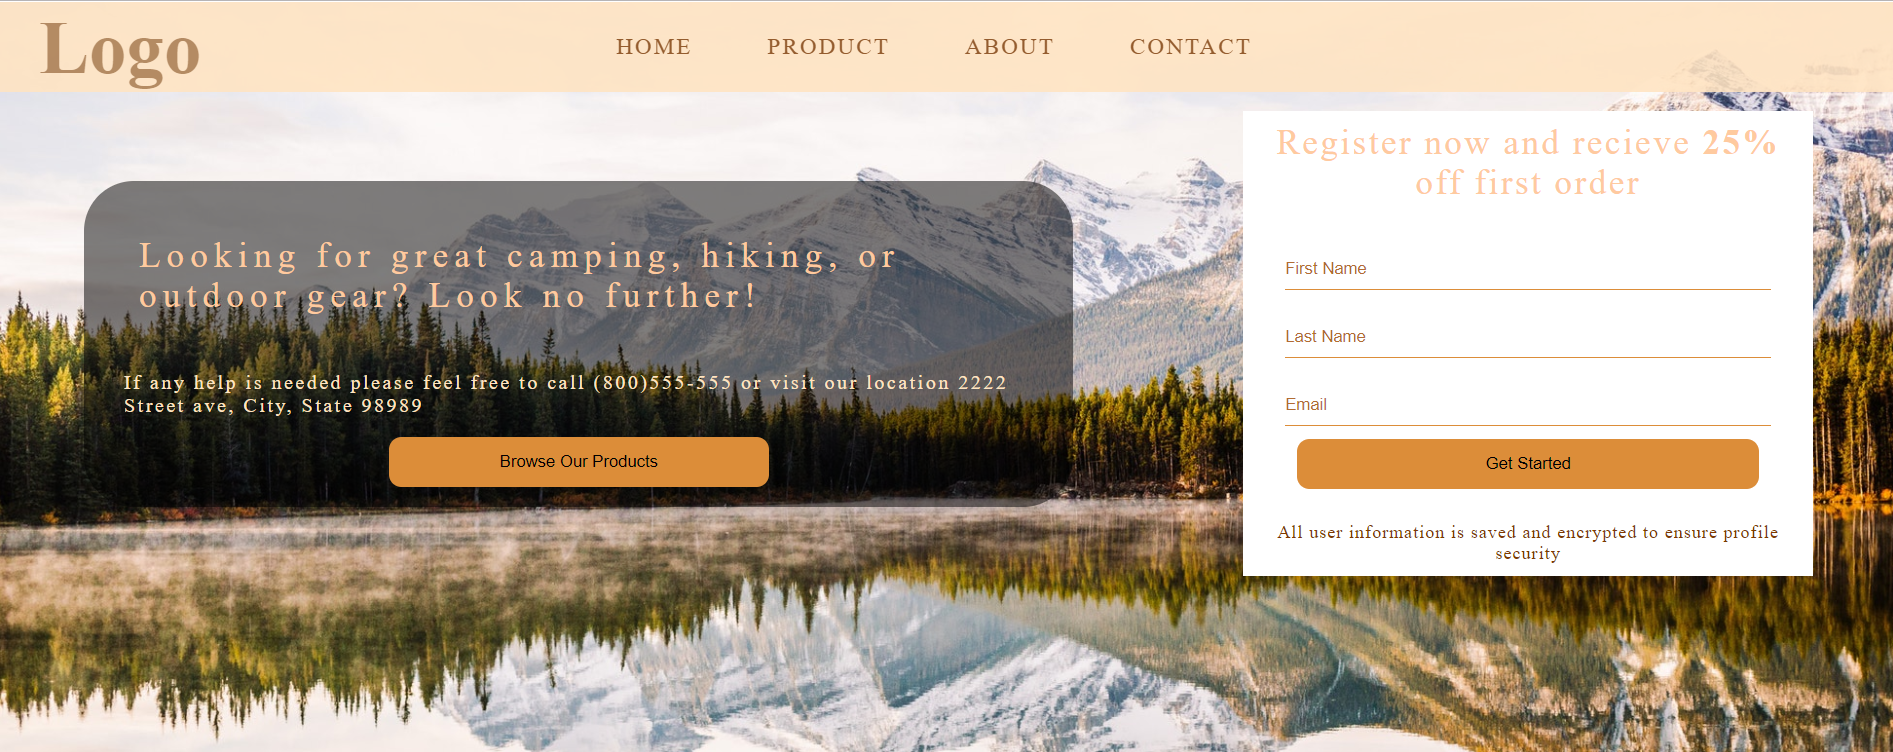 Logo
HOME PRODUCT ABOUT CONTACT
Looking for great camping, hiking, or
outdoor gear? Look no further!
If any help is needed please feel free to call (800)555-555 or visit our location 2222
Street ave, City, State 98989
Browse Our Products
Register now and recieve 25%
off first order
First Name
Last Name
Email
Get Started
All user information is saved and encrypted to ensure profile
security